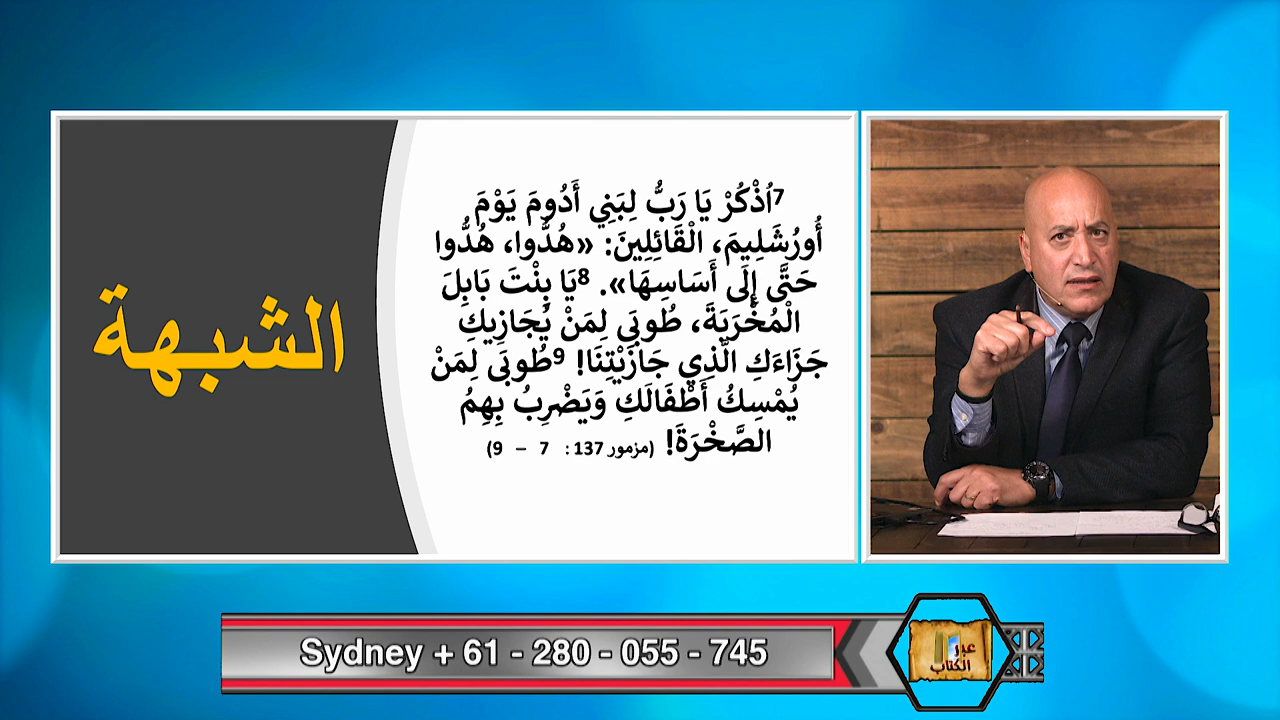 الشبهة
7اُذْكُرْ يَا رَبُّ لِبَنِي أَدُومَ يَوْمَ
أُورُشَلِيمَ، الْقَائِلِينَ: «هُدُّوا، هُدُّوا
حَتَّى إِلَى أَسَاسِهَا». 8يَا بِنْتَ بَابِلَ
الْمُخْرَبَةَ، طُوبَى لِمَنْ يُجَازِيكِ
جَزَاءَكِ الَّذِي جَازَيْتِنَا! 9طُوبَى لِمَنْ
يُمْسِكُ أَطْفَالَكِ وَيَضْرِبُ بِهِمُ
الصَّخْرَةَ! (مزمور 137 : 7 – 9)
Sydney + 61 - 280 - 055 - 745
عبر
الكتاب